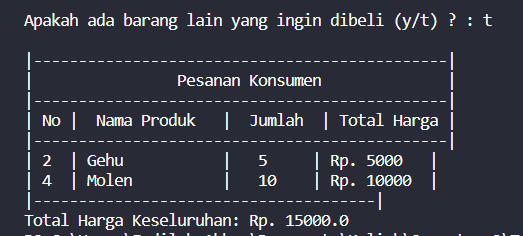 Apakah ada barang lain yang ingin dibeli (y/t) ? : t
|---------------------------------------------|
| Pesanan Konsumen |
|---------------------------------------------|
| No | Nama Produk | Jumlah | Total Harga |
|---------------------------------------------|
| 2 | Gehu | 5 | Rp. 5000 |
| 4 | Molen | 10 | Rp. 10000 |
|-------------------------------------|
Total Harga Keseluruhan: Rp. 15000.0